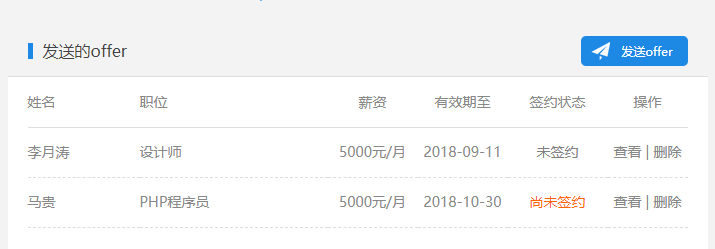 发送的offer
发送offer
姓名 职位 薪资 有效期至 签约状态 操作
李月涛 设计师 5000元/月 2018-09-11 未签约 查看 | 删除
马贵 PHP程序员 5000元/月 2018-10-30 尚未签约 查看 | 删除